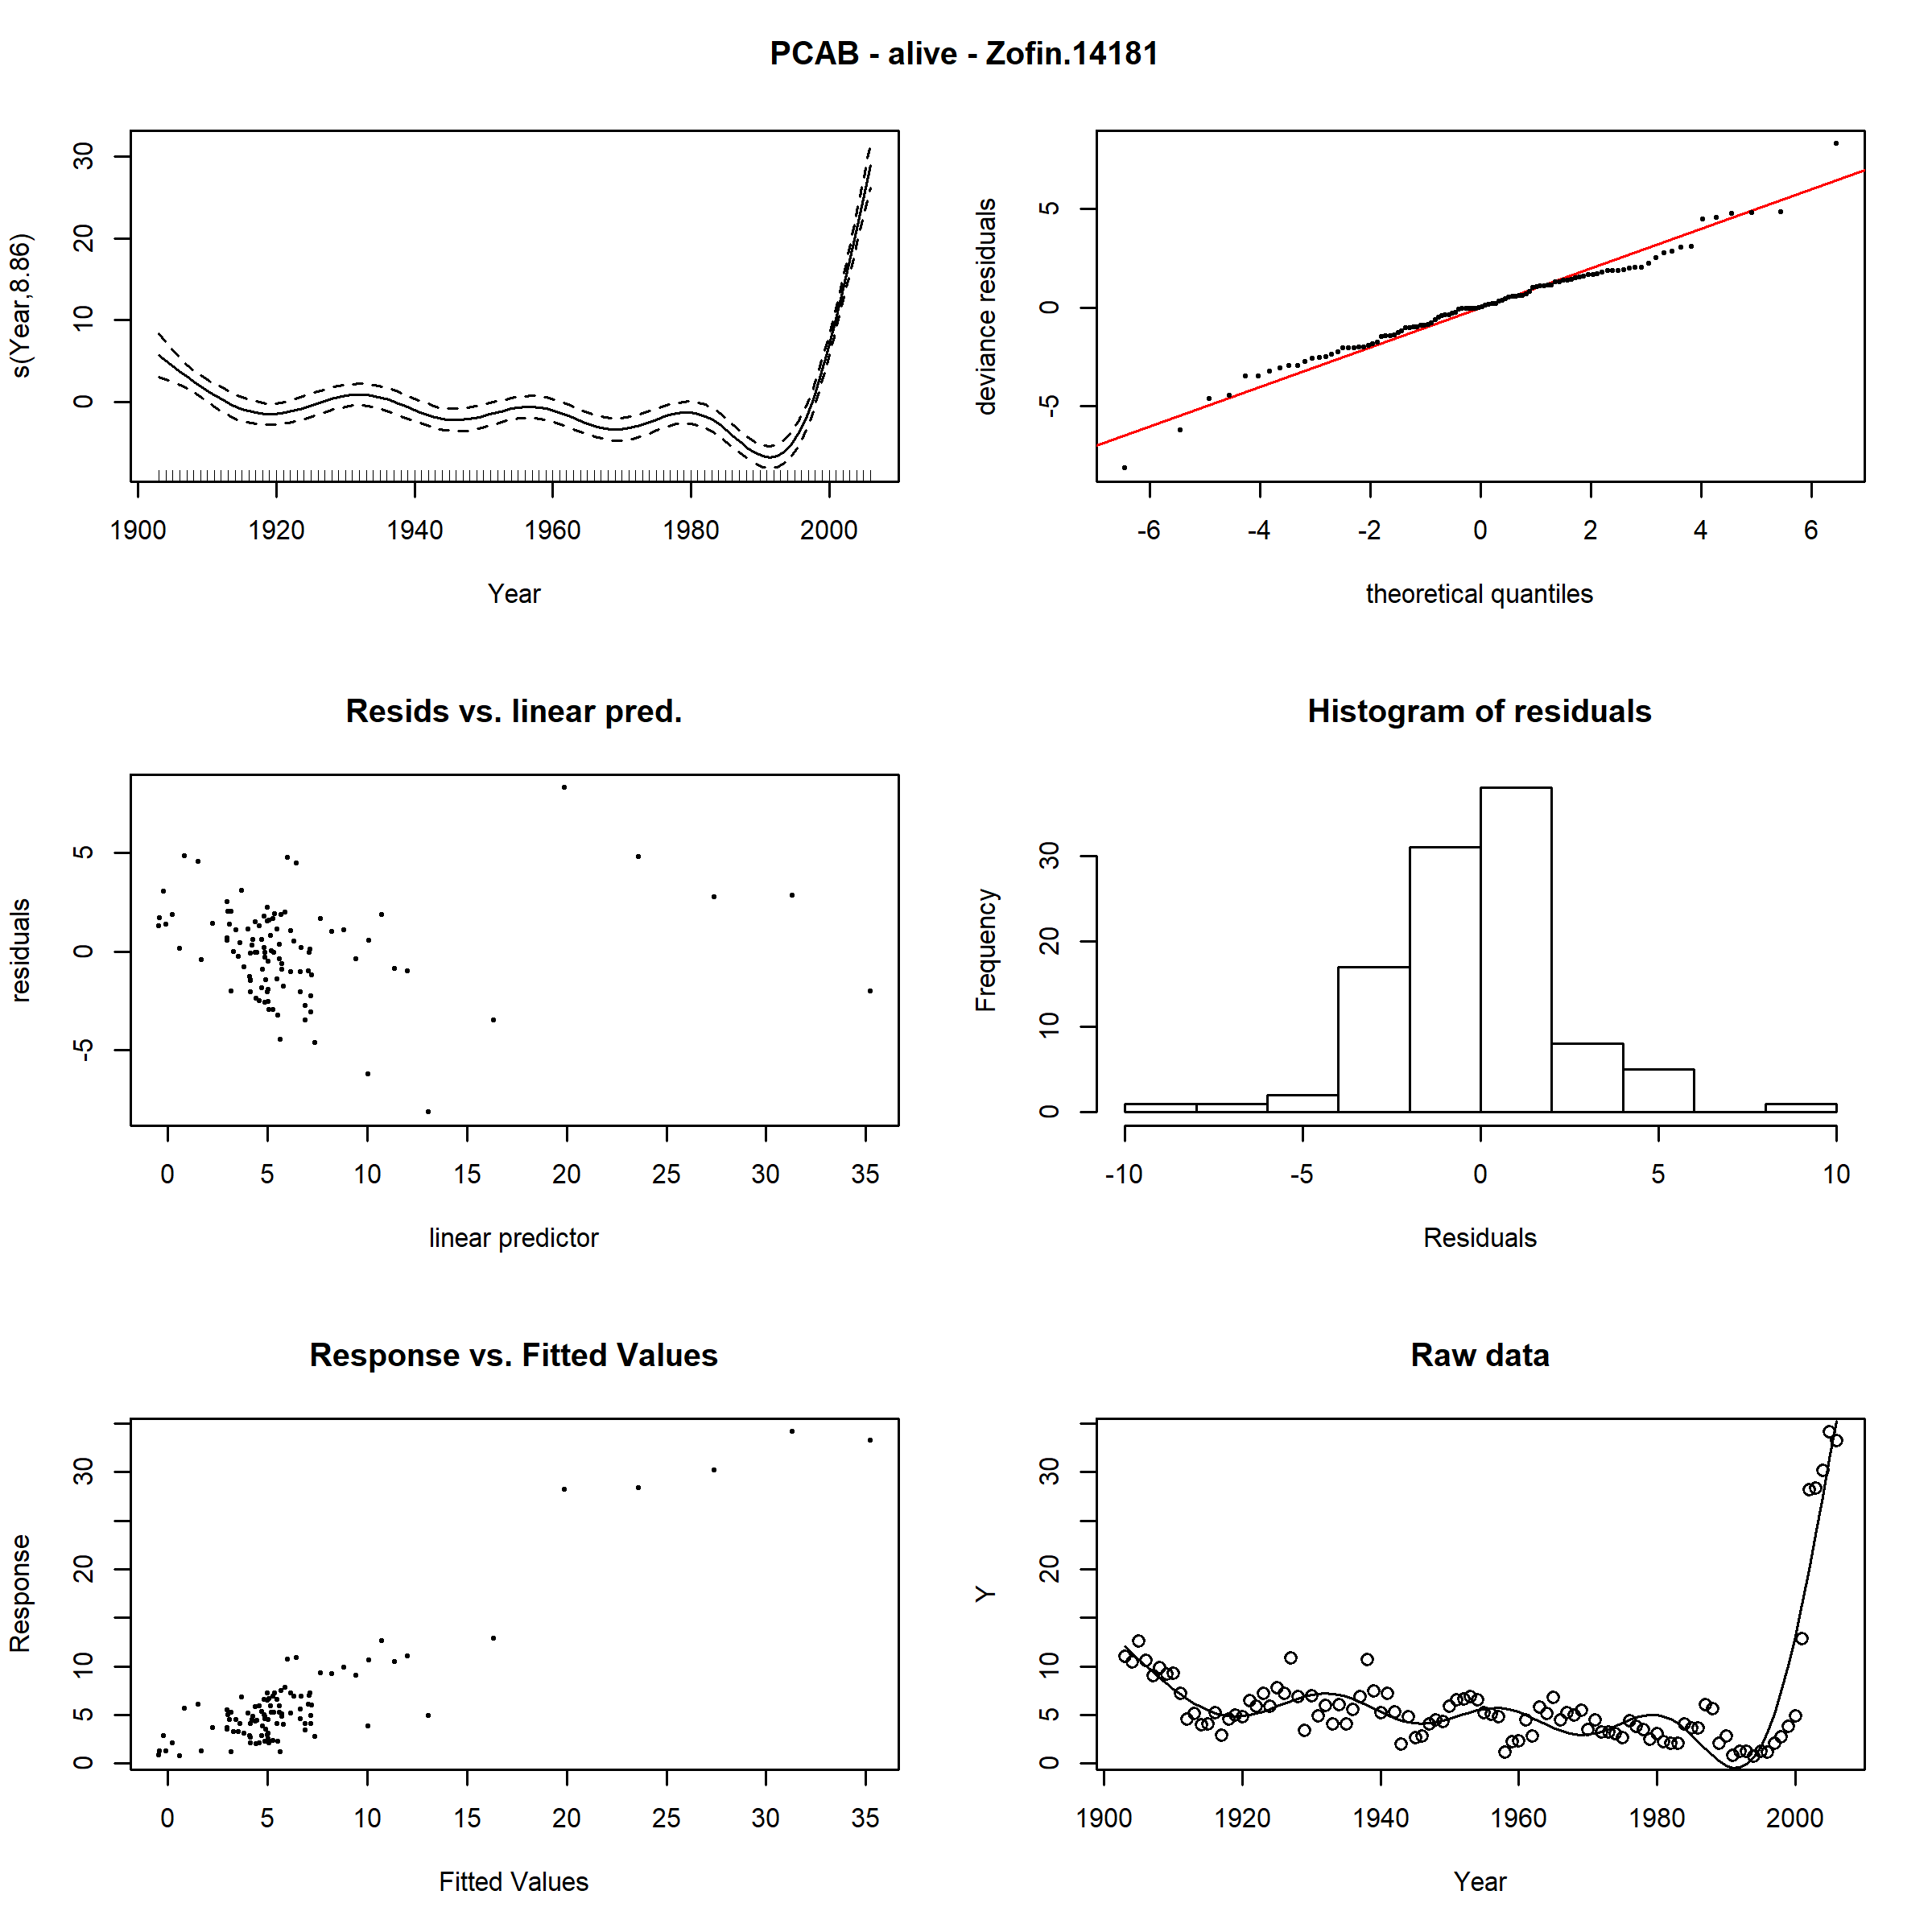 PCAB - alive - Zofin.14181
s(Year,8.86)
30
20
10
0
1900 1920 1940 1960 1980 2000
Year
deviance residuals
5
0
-5
-6 -4 -2 0 2 4 6
theoretical quantiles
Resids vs. linear pred.
residuals
5
0
-5
0 5 10 15 20 25 30 35
linear predictor
Histogram of residuals
Frequency
30
20
10
0
-10 -5 0 5 10
Residuals
Response vs. Fitted Values
Response
30
20
10
5
0
0 5 10 15 20 25 30 35
Fitted Values
Raw data
Y
30
20
10
5
0
1900 1920 1940 1960 1980 2000
Year